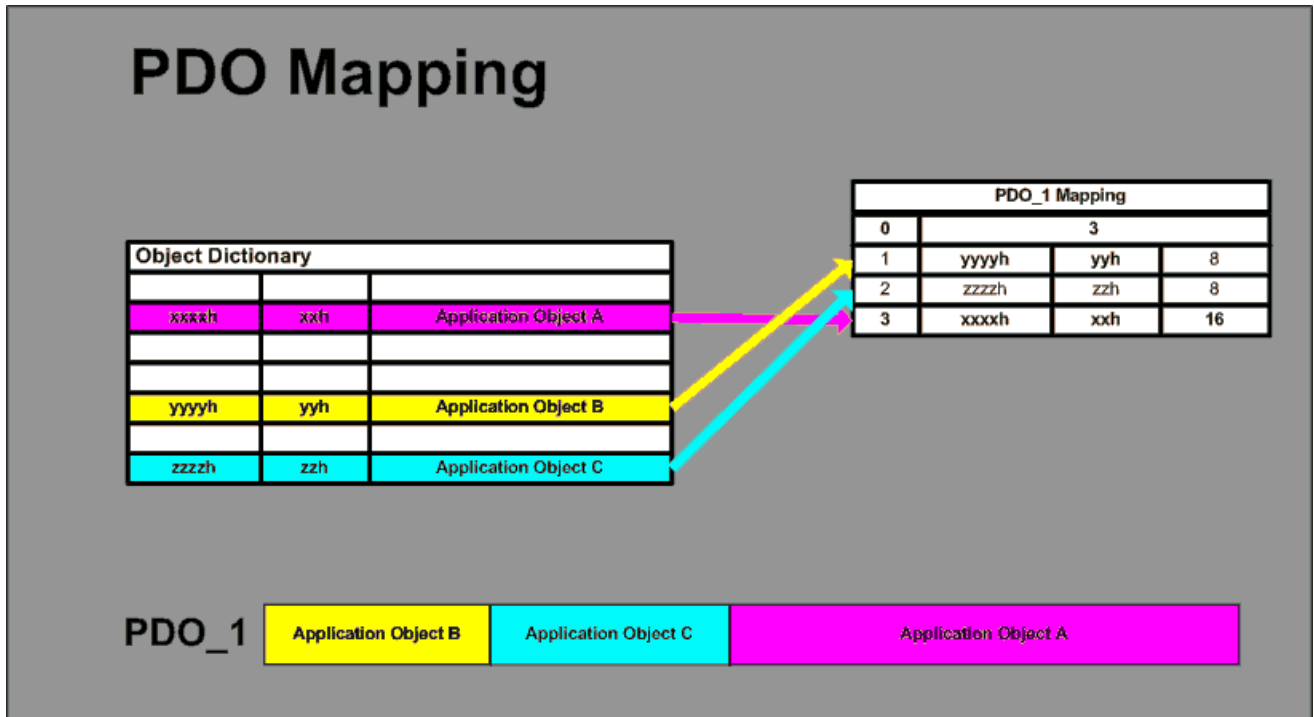 PDO Mapping
PDO_1 Mapping
0 3
1 yyyyh yyh 8
2 zzzzh zzh 8
3 xxxxh xxh 16
Object Dictionary
xxxxh xxh Application Object A
yyyyh yyh Application Object B
zzzzh zzh Application Object C
PDO_1 Application Object B Application Object C Application Object A